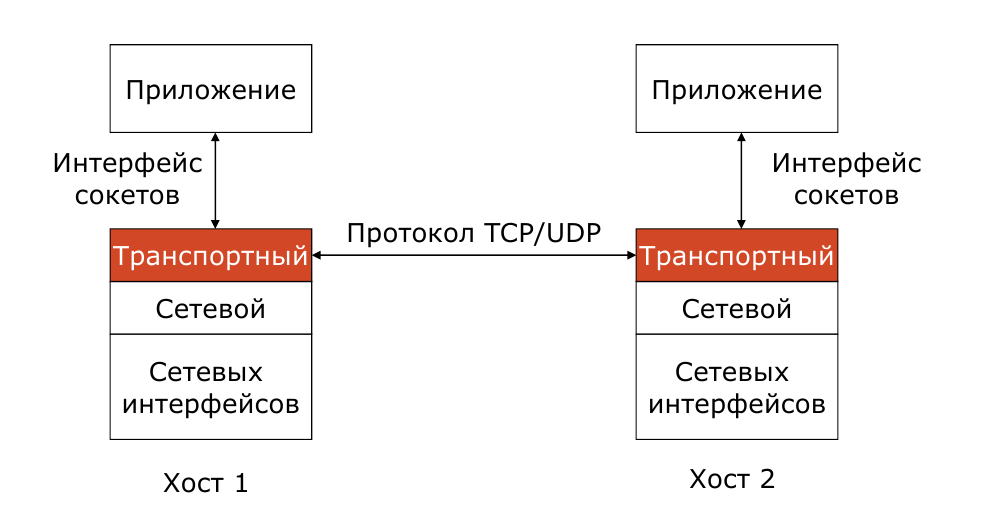 Приложение
Приложение
Интерфейс
сокетов
Интерфейс
сокетов
Протокол TCP/UDP
Транспортный
Транспортный
Сетевой
Сетевой
Сетевых
интерфейсов
Сетевых
интерфейсов
Хост 1
Хост 2